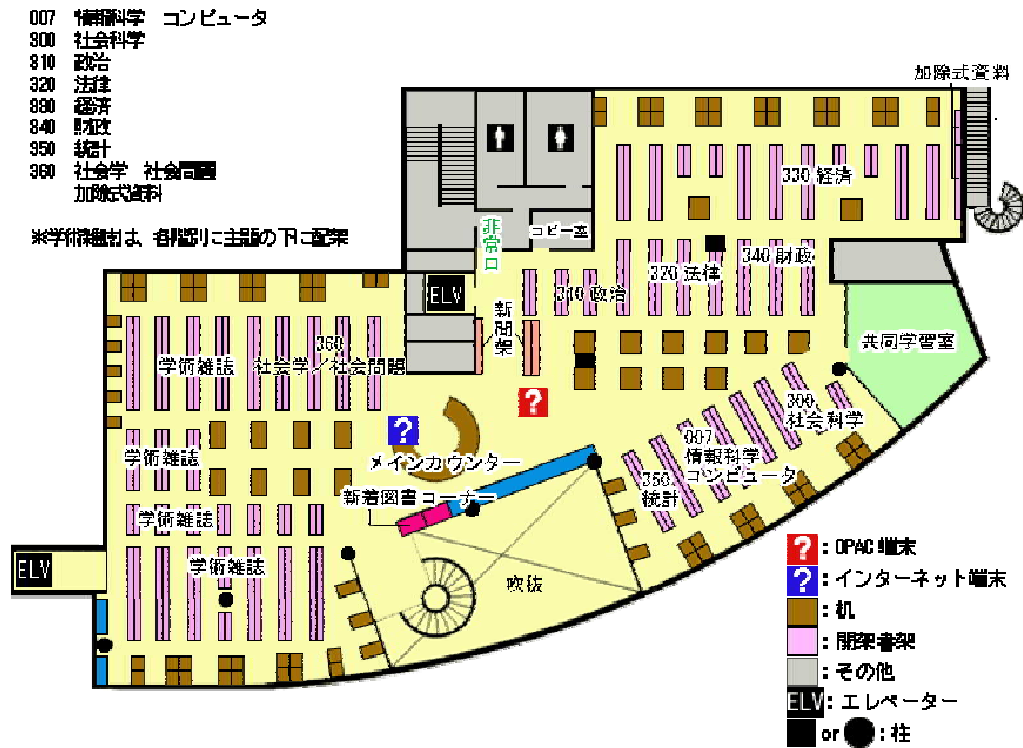 007 情報科学 コンピュータ
300 社会科学
310 政治
320 法律
330 経済
340 財政
350 統計
360 社会学 社会問題
加除式資料
※学術雑誌は、各階別に主題の下に配架
加除式資料
330 経済
非常口
コピー室
340 財政
320 法律
310 政治
ELV
新聞架
共同学習室
360
社会学／社会問題
学術雑誌
300
社会科学
?
?
007
情報科学
コンピュータ
学術雑誌
メインカウンター
350
統計
新着図書コーナー
学術雑誌
学術雑誌
ELV
吹抜
? : OPAC 端末
? : インターネット端末
: 机
: 開架書架
: その他
ELV : エレベーター
or : 柱